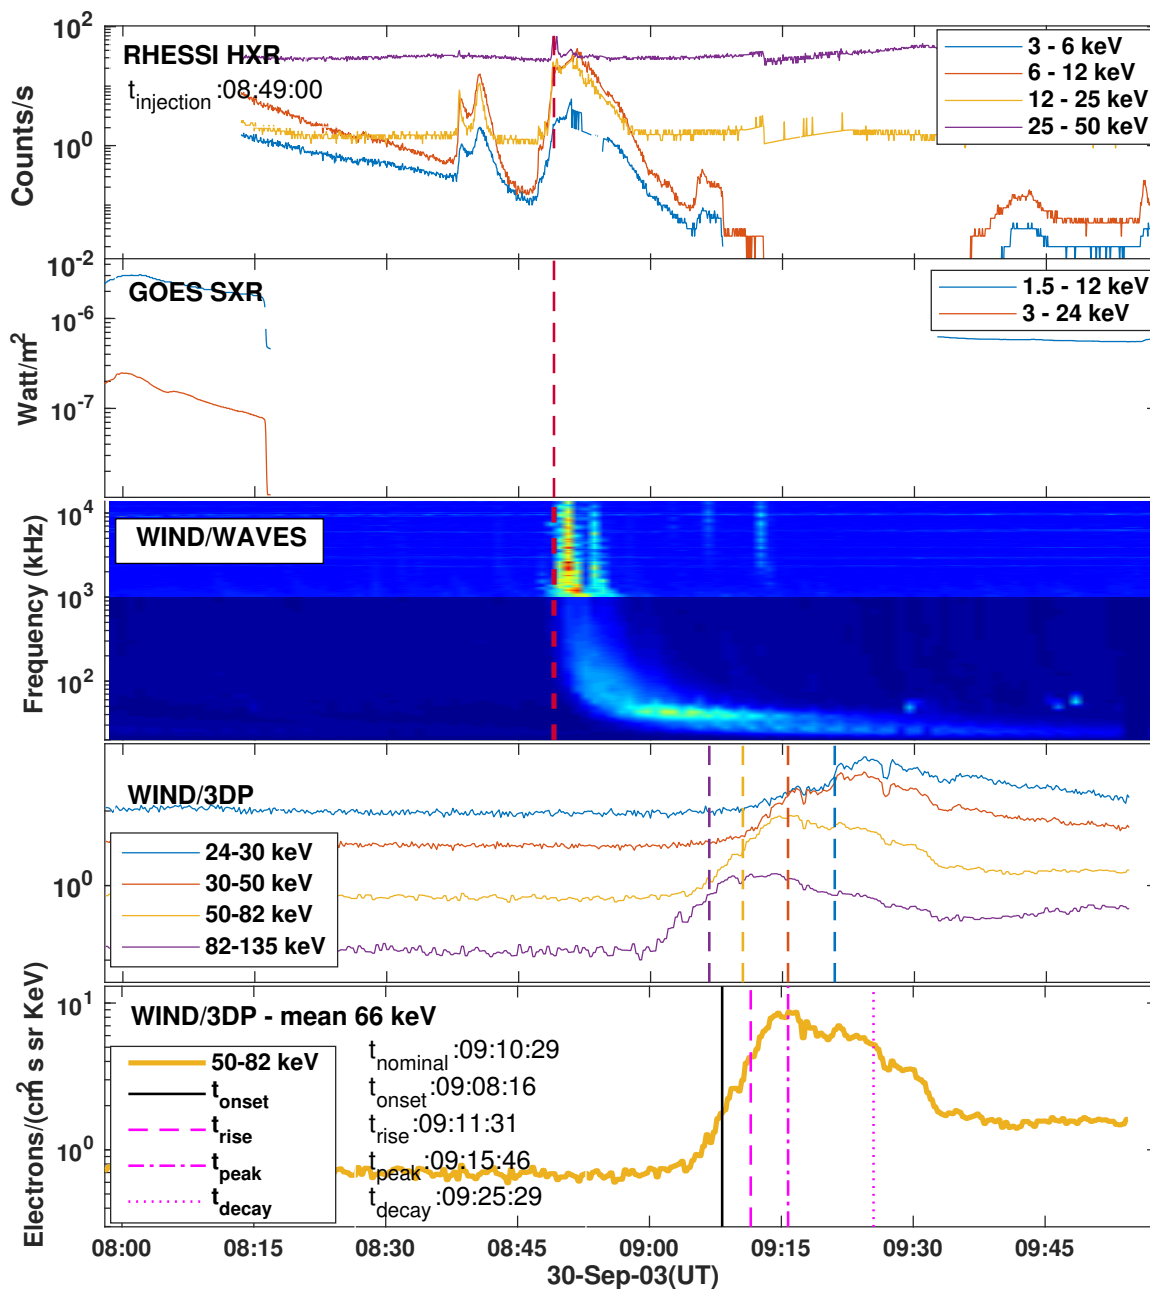 RHESSI HXR
t_injection :08:49:00
3 - 6 keV
6 - 12 keV
12 - 25 keV
25 - 50 keV
Counts/s
10^2
10^0
10^-2
GOES SXR
1.5 - 12 keV
3 - 24 keV
Watt/m^2
10^-6
10^-7
WIND/WAVES
Frequency (kHz)
10^4
10^3
10^2
WIND/3DP
24-30 keV
30-50 keV
50-82 keV
82-135 keV
10^0
WIND/3DP - mean 66 keV
50-82 keV
t_onset
t_rise
t_peak
t_decay
t_nominal :09:10:29
t_onset :09:08:16
t_rise :09:11:31
t_peak :09:15:46
t_decay :09:25:29
Electrons/(cm^2 s sr KeV)
10^1
10^0
08:00 08:15 08:30 08:45 09:00 09:15 09:30 09:45
30-Sep-03(UT)